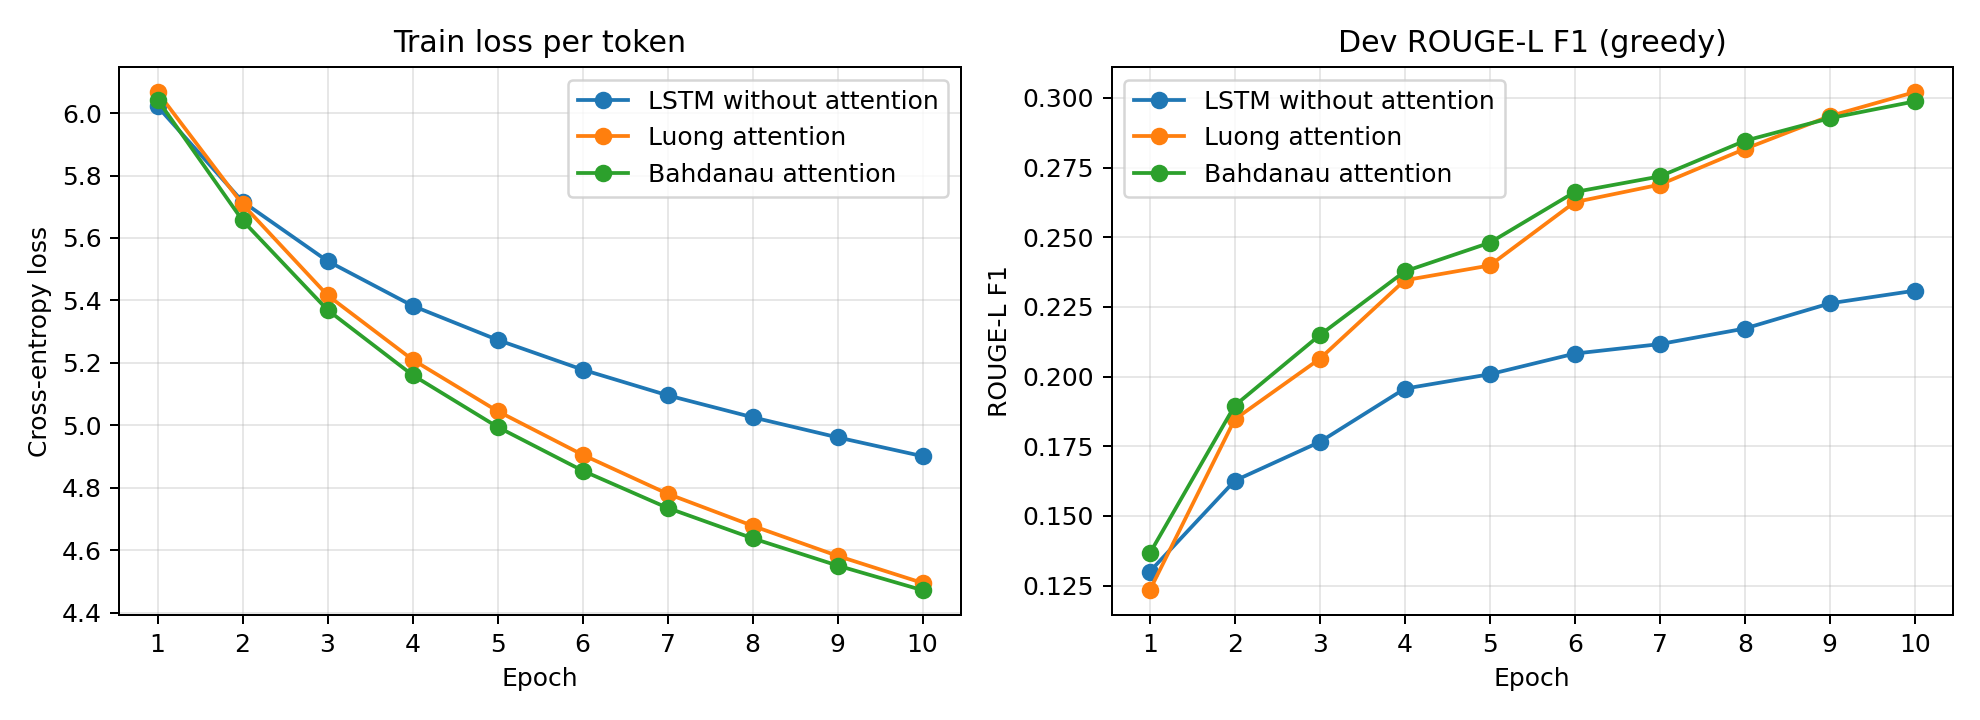 Train loss per token
Cross-entropy loss
6.0
5.8
5.6
5.4
5.2
5.0
4.8
4.6
4.4
LSTM without attention
Luong attention
Bahdanau attention
1 2 3 4 5 6 7 8 9 10
Epoch
Dev ROUGE-L F1 (greedy)
ROUGE-L F1
0.300
0.275
0.250
0.225
0.200
0.175
0.150
0.125
LSTM without attention
Luong attention
Bahdanau attention
1 2 3 4 5 6 7 8 9 10
Epoch